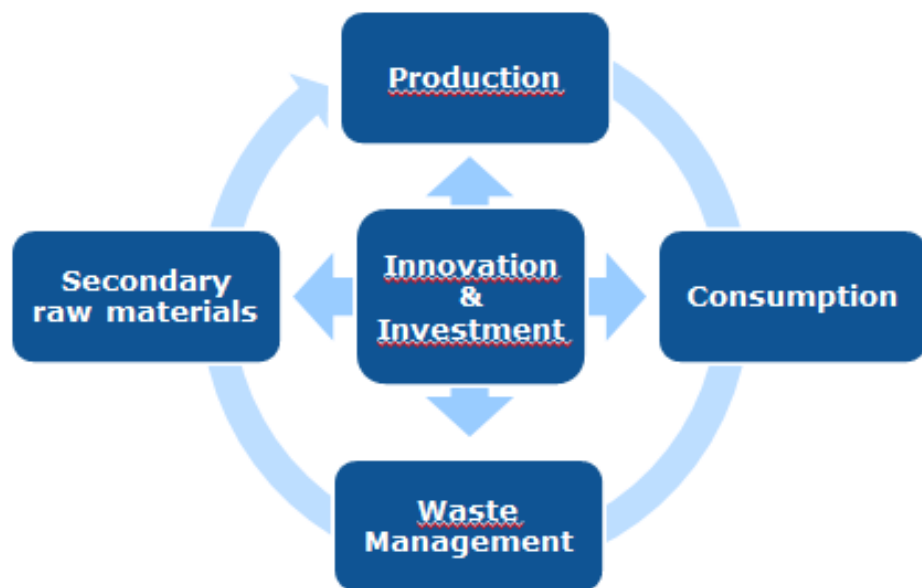 Production
Secondary
raw materials
Innovation
&
Investment
Consumption
Waste
Management